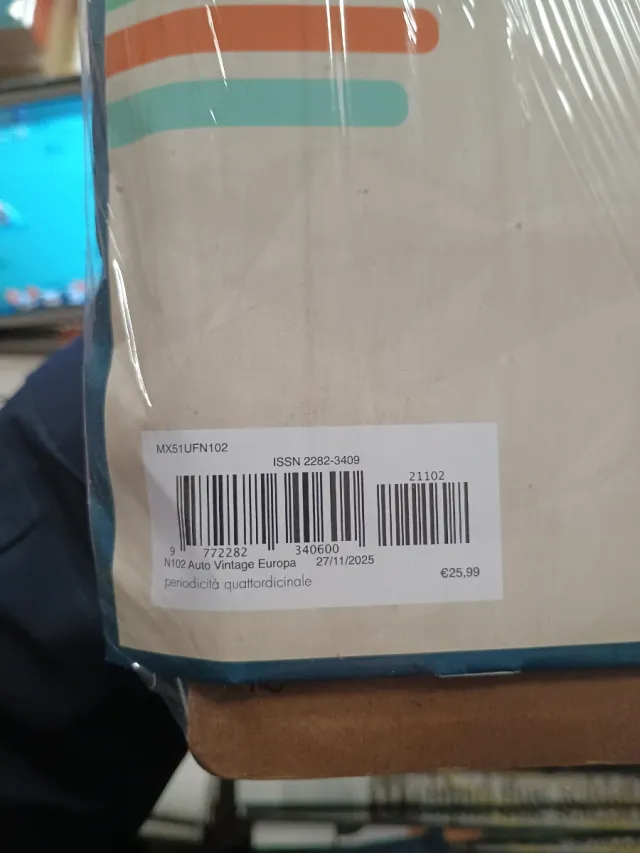 MX51UFN102
ISSN 2282-3409
21102
9 772282 340600
N102 Auto Vintage Europa 27/11/2025
periodicità quattordicinale
€25,99